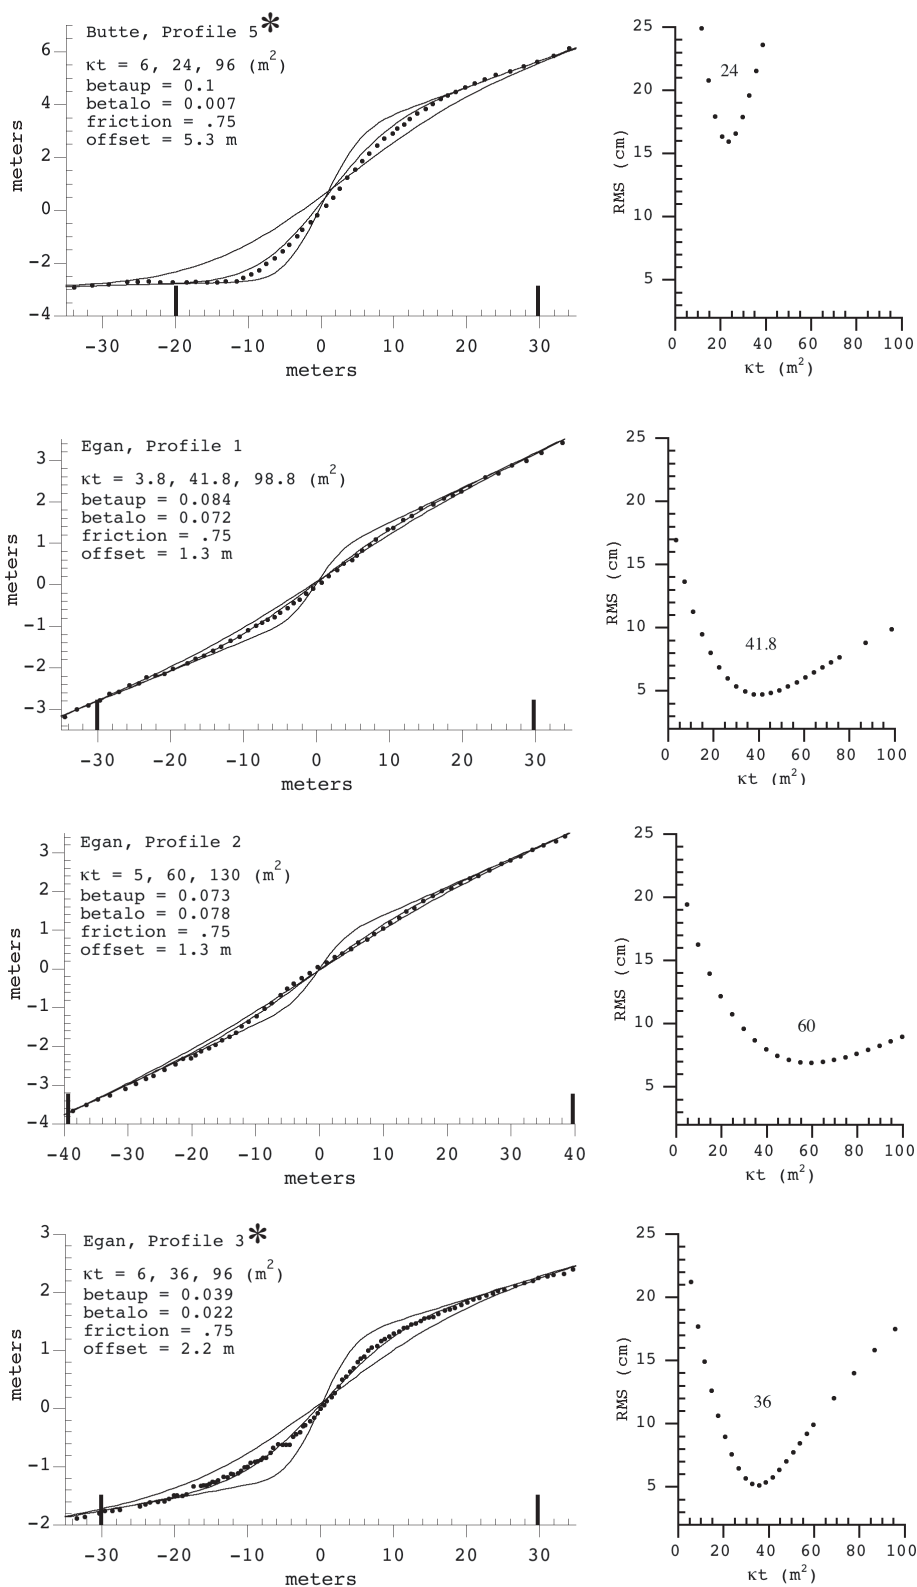 Butte, Profile 5*
κt = 6, 24, 96 (m²)
betaup = 0.1
betalo = 0.007
friction = .75
offset = 5.3 m
meters
6
4
2
0
−2
−4
−30 −20 −10 0 10 20 30
meters
RMS (cm)
25
20
15
10
5
24
0 20 40 60 80 100
κt (m²)
Egan, Profile 1
κt = 3.8, 41.8, 98.8 (m²)
betaup = 0.084
betalo = 0.072
friction = .75
offset = 1.3 m
meters
3
2
1
0
−1
−2
−3
−30 −20 −10 0 10 20 30
meters
RMS (cm)
25
20
15
10
5
41.8
0 20 40 60 80 100
κt (m²)
Egan, Profile 2
κt = 5, 60, 130 (m²)
betaup = 0.073
betalo = 0.078
friction = .75
offset = 1.3 m
meters
3
2
1
0
−1
−2
−3
−4
−40 −30 −20 −10 0 10 20 30 40
meters
RMS (cm)
25
20
15
10
5
60
0 20 40 60 80 100
κt (m²)
Egan, Profile 3*
κt = 6, 36, 96 (m²)
betaup = 0.039
betalo = 0.022
friction = .75
offset = 2.2 m
meters
3
2
1
0
−1
−2
−30 −20 −10 0 10 20 30
meters
RMS (cm)
25
20
15
10
5
36
0 20 40 60 80 100
κt (m²)